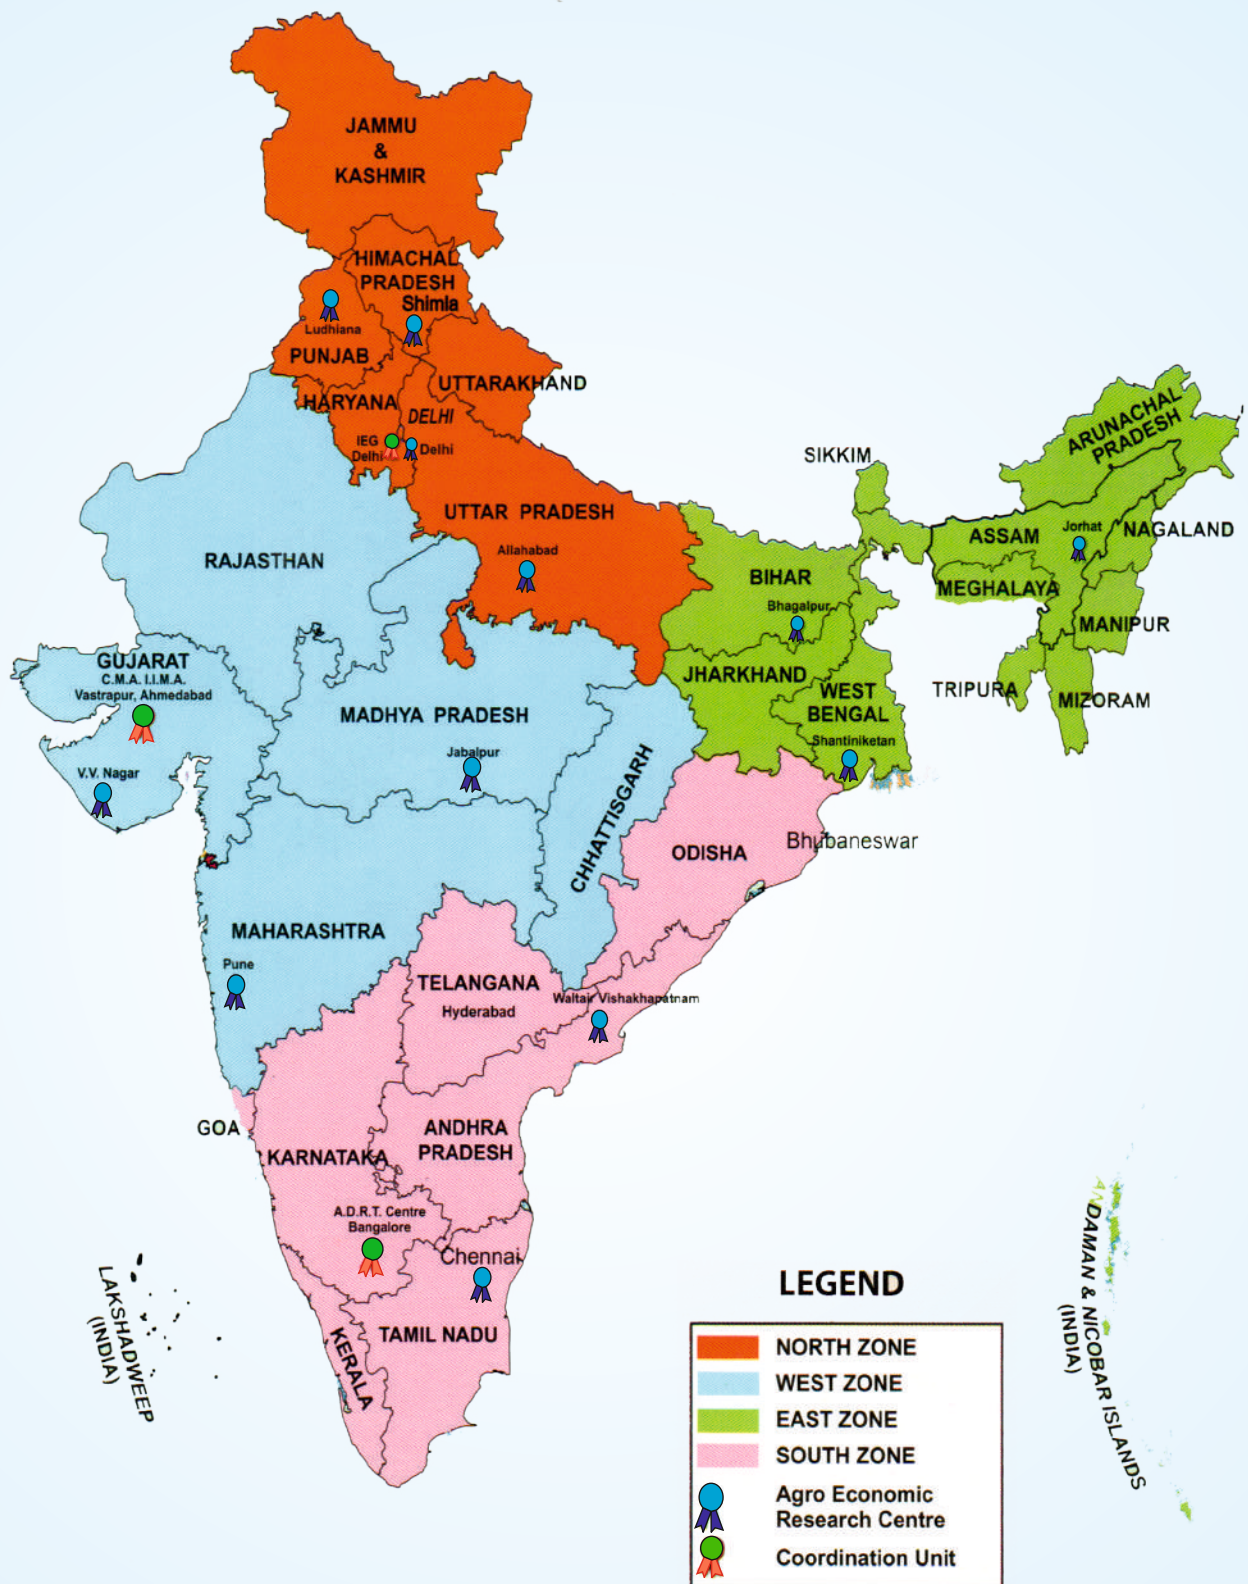 JAMMU
&
KASHMIR
HIMACHAL
PRADESH
Shimla
Ludhiana
PUNJAB
UTTARAKHAND
HARYANA
DELHI
IEG
Delhi
Delhi
UTTAR PRADESH
Allahabad
RAJASTHAN
SIKKIM
ARUNACHAL
PRADESH
ASSAM
Jorhat
NAGALAND
MEGHALAYA
MANIPUR
TRIPURA
MIZORAM
BIHAR
Bhagalpur
JHARKHAND
WEST
BENGAL
Shantiniketan
GUJARAT
C.M.A. I.I.M.A.
Vastrapur, Ahmedabad
V.V. Nagar
MADHYA PRADESH
Jabalpur
CHHATTISGARH
ODISHA
Bhubaneswar
MAHARASHTRA
Pune
TELANGANA
Hyderabad
Waltair Vishakhapatnam
GOA
KARNATAKA
ANDHRA
PRADESH
A.D.R.T. Centre
Bangalore
Chennai
TAMIL NADU
KERALA
LAKSHADWEEP
(INDIA)
ANDAMAN & NICOBAR ISLANDS
(INDIA)
LEGEND
NORTH ZONE
WEST ZONE
EAST ZONE
SOUTH ZONE
Agro Economic
Research Centre
Coordination Unit